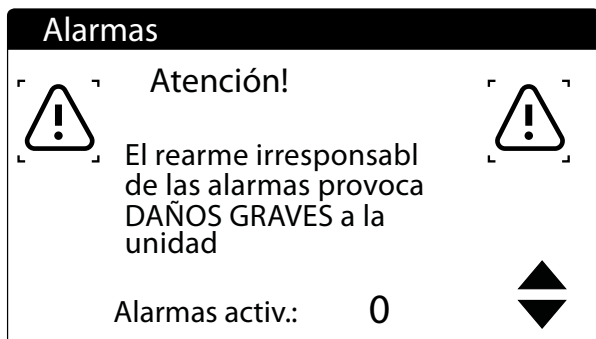 Alarmas
Atención!
El rearme irresponsabl
de las alarmas provoca
DAÑOS GRAVES a la
unidad
Alarmas activ.: 0